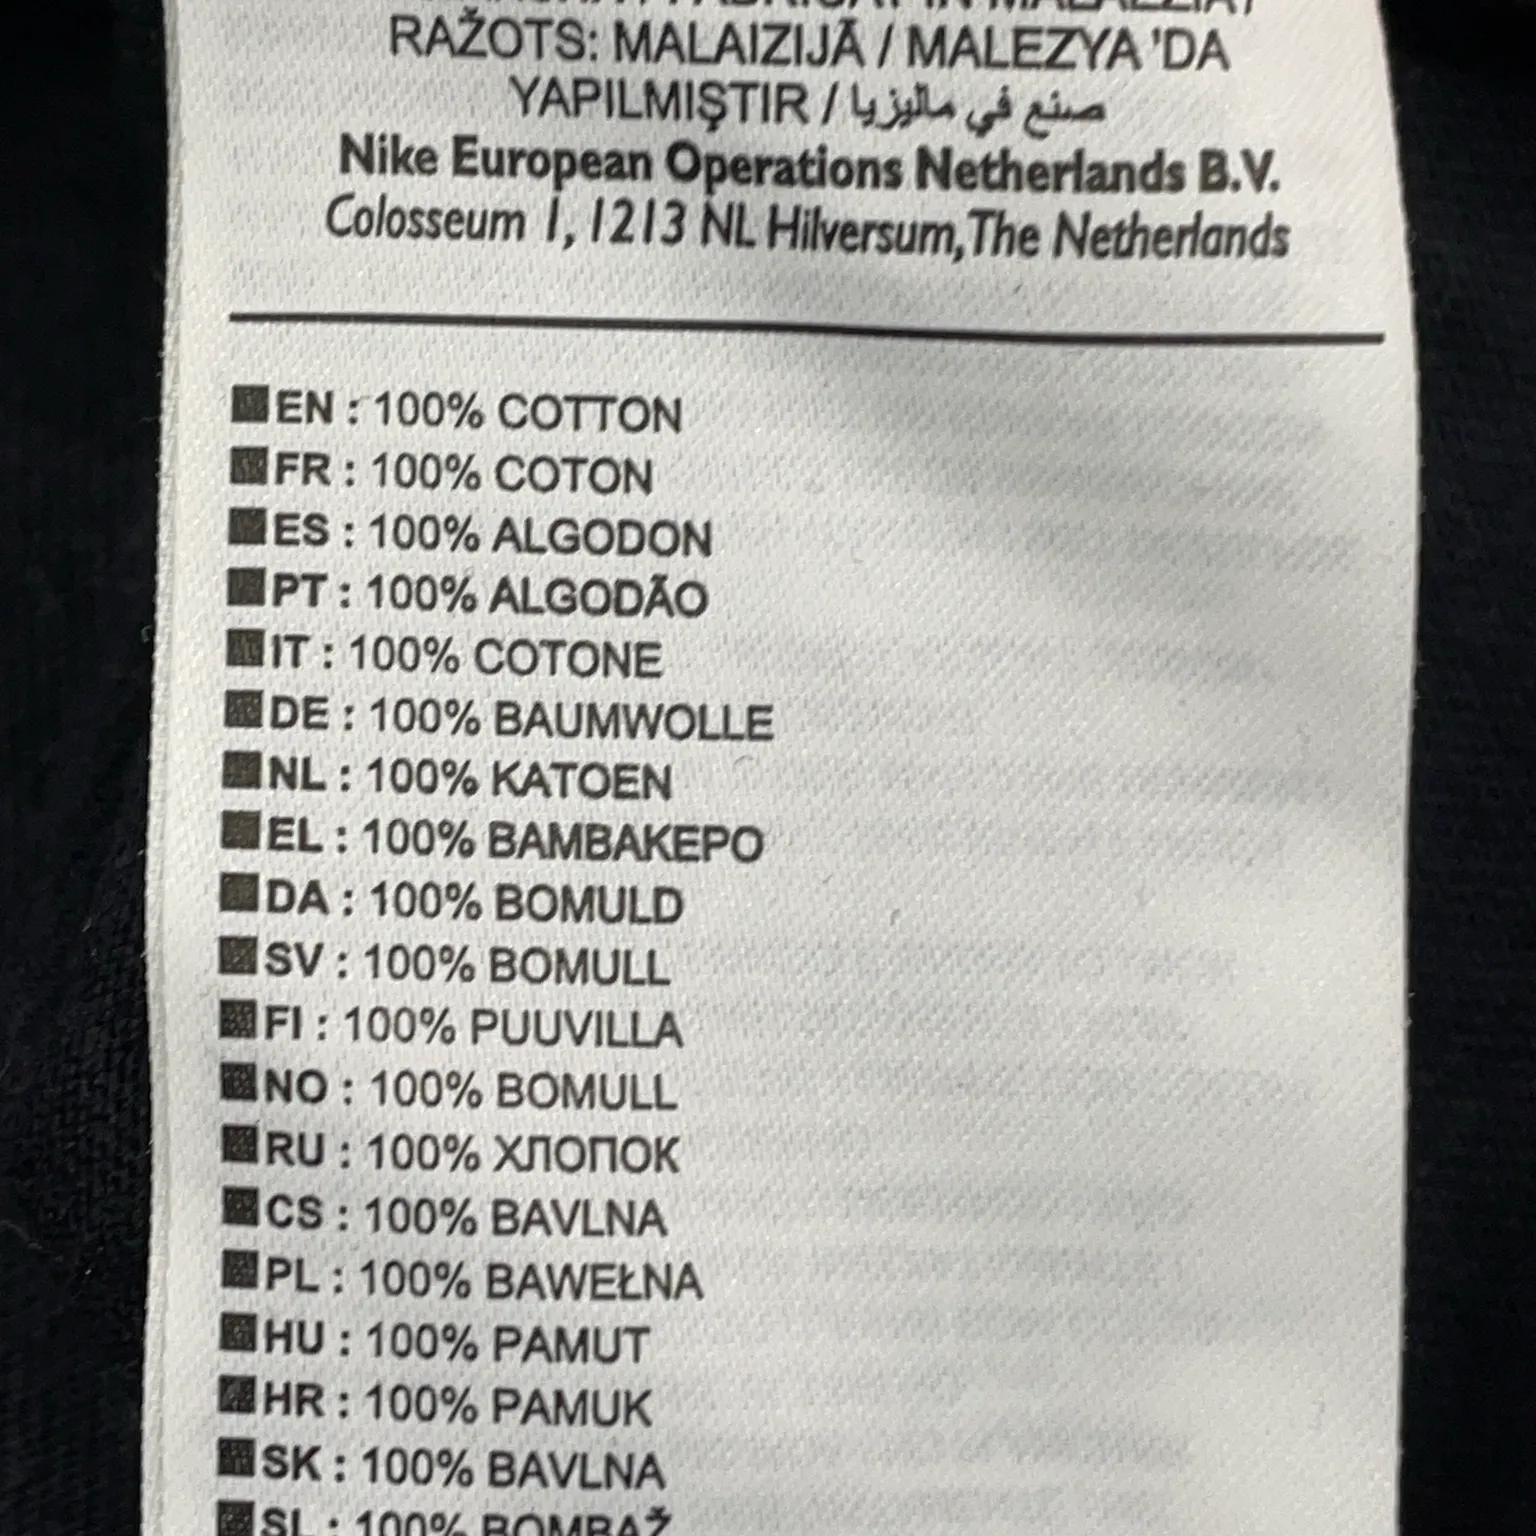 RAŽOTS: MALAIZIJĀ / MALEZYA 'DA
YAPILMIŞTIR / صنع في ماليزيا
Nike European Operations Netherlands B.V.
Colosseum 1, 1213 NL Hilversum, The Netherlands
EN : 100% COTTON
FR : 100% COTON
ES : 100% ALGODON
PT : 100% ALGODÃO
IT : 100% COTONE
DE : 100% BAUMWOLLE
NL : 100% KATOEN
EL : 100% BAMBAKEPO
DA : 100% BOMULD
SV : 100% BOMULL
FI : 100% PUUVILLA
NO : 100% BOMULL
RU : 100% ХЛОПОК
CS : 100% BAVLNA
PL : 100% BAWEŁNA
HU : 100% PAMUT
HR : 100% PAMUK
SK : 100% BAVLNA
SL : 100% BOMBAŽ